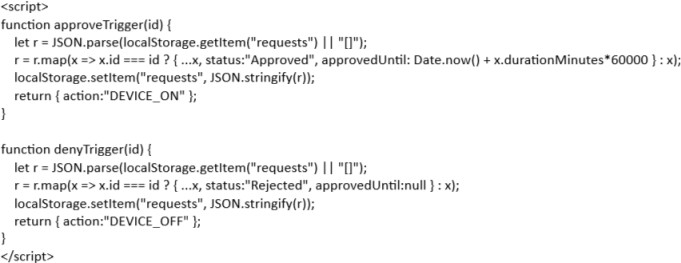 <script>
function approveTrigger(id) {
let r = JSON.parse(localStorage.getItem("requests") || "[]");
r = r.map(x => x.id === id ? { ...x, status:"Approved", approvedUntil: Date.now() + x.durationMinutes*60000 } : x);
localStorage.setItem("requests", JSON.stringify(r));
return { action:"DEVICE_ON" };
}

function denyTrigger(id) {
let r = JSON.parse(localStorage.getItem("requests") || "[]");
r = r.map(x => x.id === id ? { ...x, status:"Rejected", approvedUntil:null } : x);
localStorage.setItem("requests", JSON.stringify(r));
return { action:"DEVICE_OFF" };
}
</script>